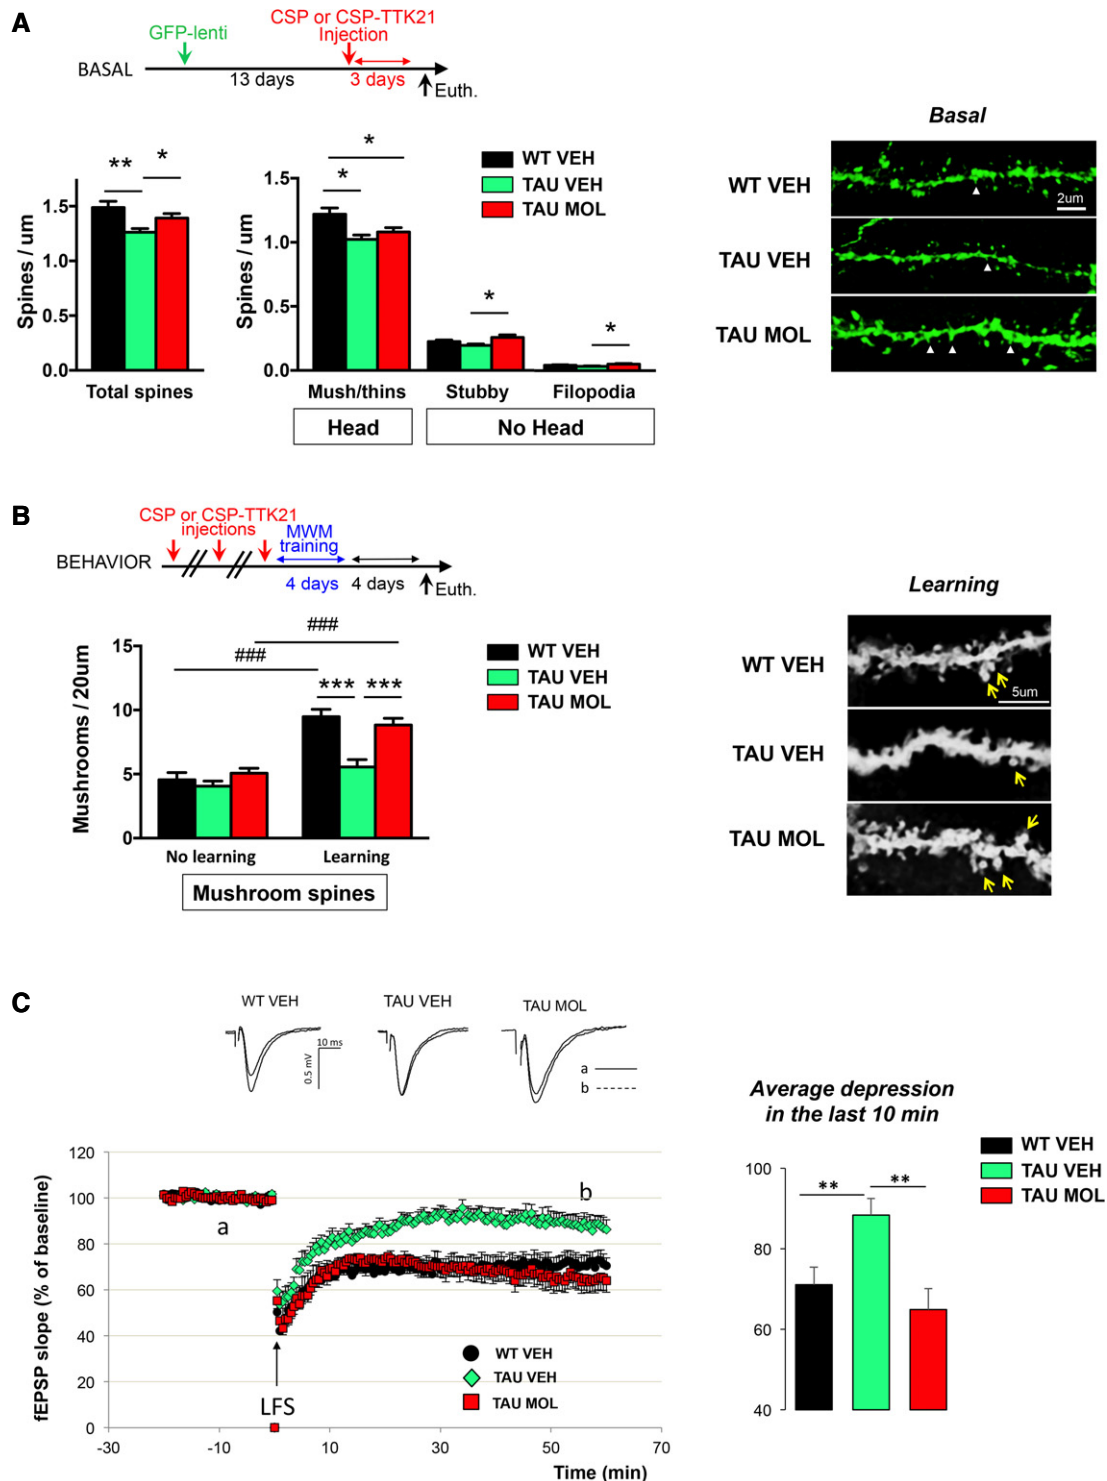 A
GFP-lenti
CSP or CSP-TTK21
Injection
BASAL
13 days
3 days
Euth.
Basal
WT VEH
TAU VEH
TAU MOL
** *
1.5
1.0
0.5
0.0
Spines / um
Total spines
*
*
*
*
1.5
1.0
0.5
0.0
Spines / um
Mush/thins
Stubby
Filopodia
Head
No Head
WT VEH
2um
TAU VEH
TAU MOL
B
CSP or CSP-TTK21
injections
MWM
training
BEHAVIOR
4 days
4 days
Euth.
Learning
###
###
*** ***
15
10
5
0
Mushrooms / 20um
No learning
Learning
Mushroom spines
WT VEH
TAU VEH
TAU MOL
WT VEH
5um
TAU VEH
TAU MOL
C
WT VEH
TAU VEH
TAU MOL
10 ms
0.5 mV
a
b
120
100
80
60
40
20
0
fEPSP slope (% of baseline)
a
b
LFS
WT VEH
TAU VEH
TAU MOL
-30
-10
10
30
50
70
Time (min)
Average depression
in the last 10 min
WT VEH
TAU VEH
TAU MOL
** **
100
80
60
40